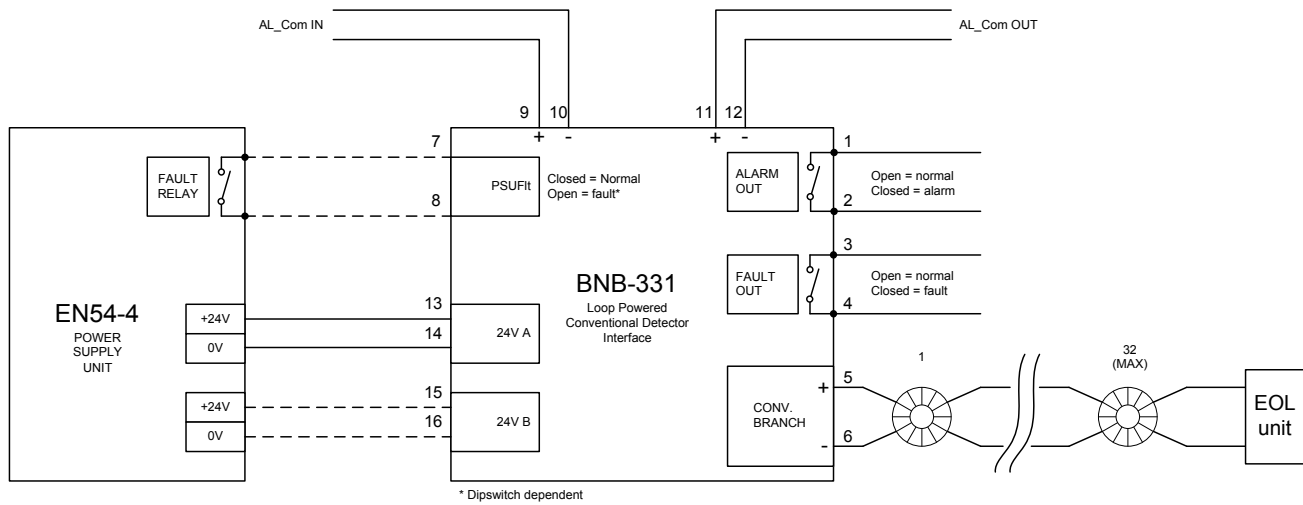 AL_Com IN
AL_Com OUT
9
10
11
12
+
-
+
-
7
8
FAULT
RELAY
PSUFlt
Closed = Normal
Open = fault*
ALARM
OUT
1
2
Open = normal
Closed = alarm
FAULT
OUT
3
4
Open = normal
Closed = fault
EN54-4
POWER
SUPPLY
UNIT
BNB-331
Loop Powered
Conventional Detector
Interface
+24V
0V
13
14
24V A
+24V
0V
15
16
24V B
CONV.
BRANCH
+
-
5
6
1
32
(MAX)
EOL
unit
* Dipswitch dependent